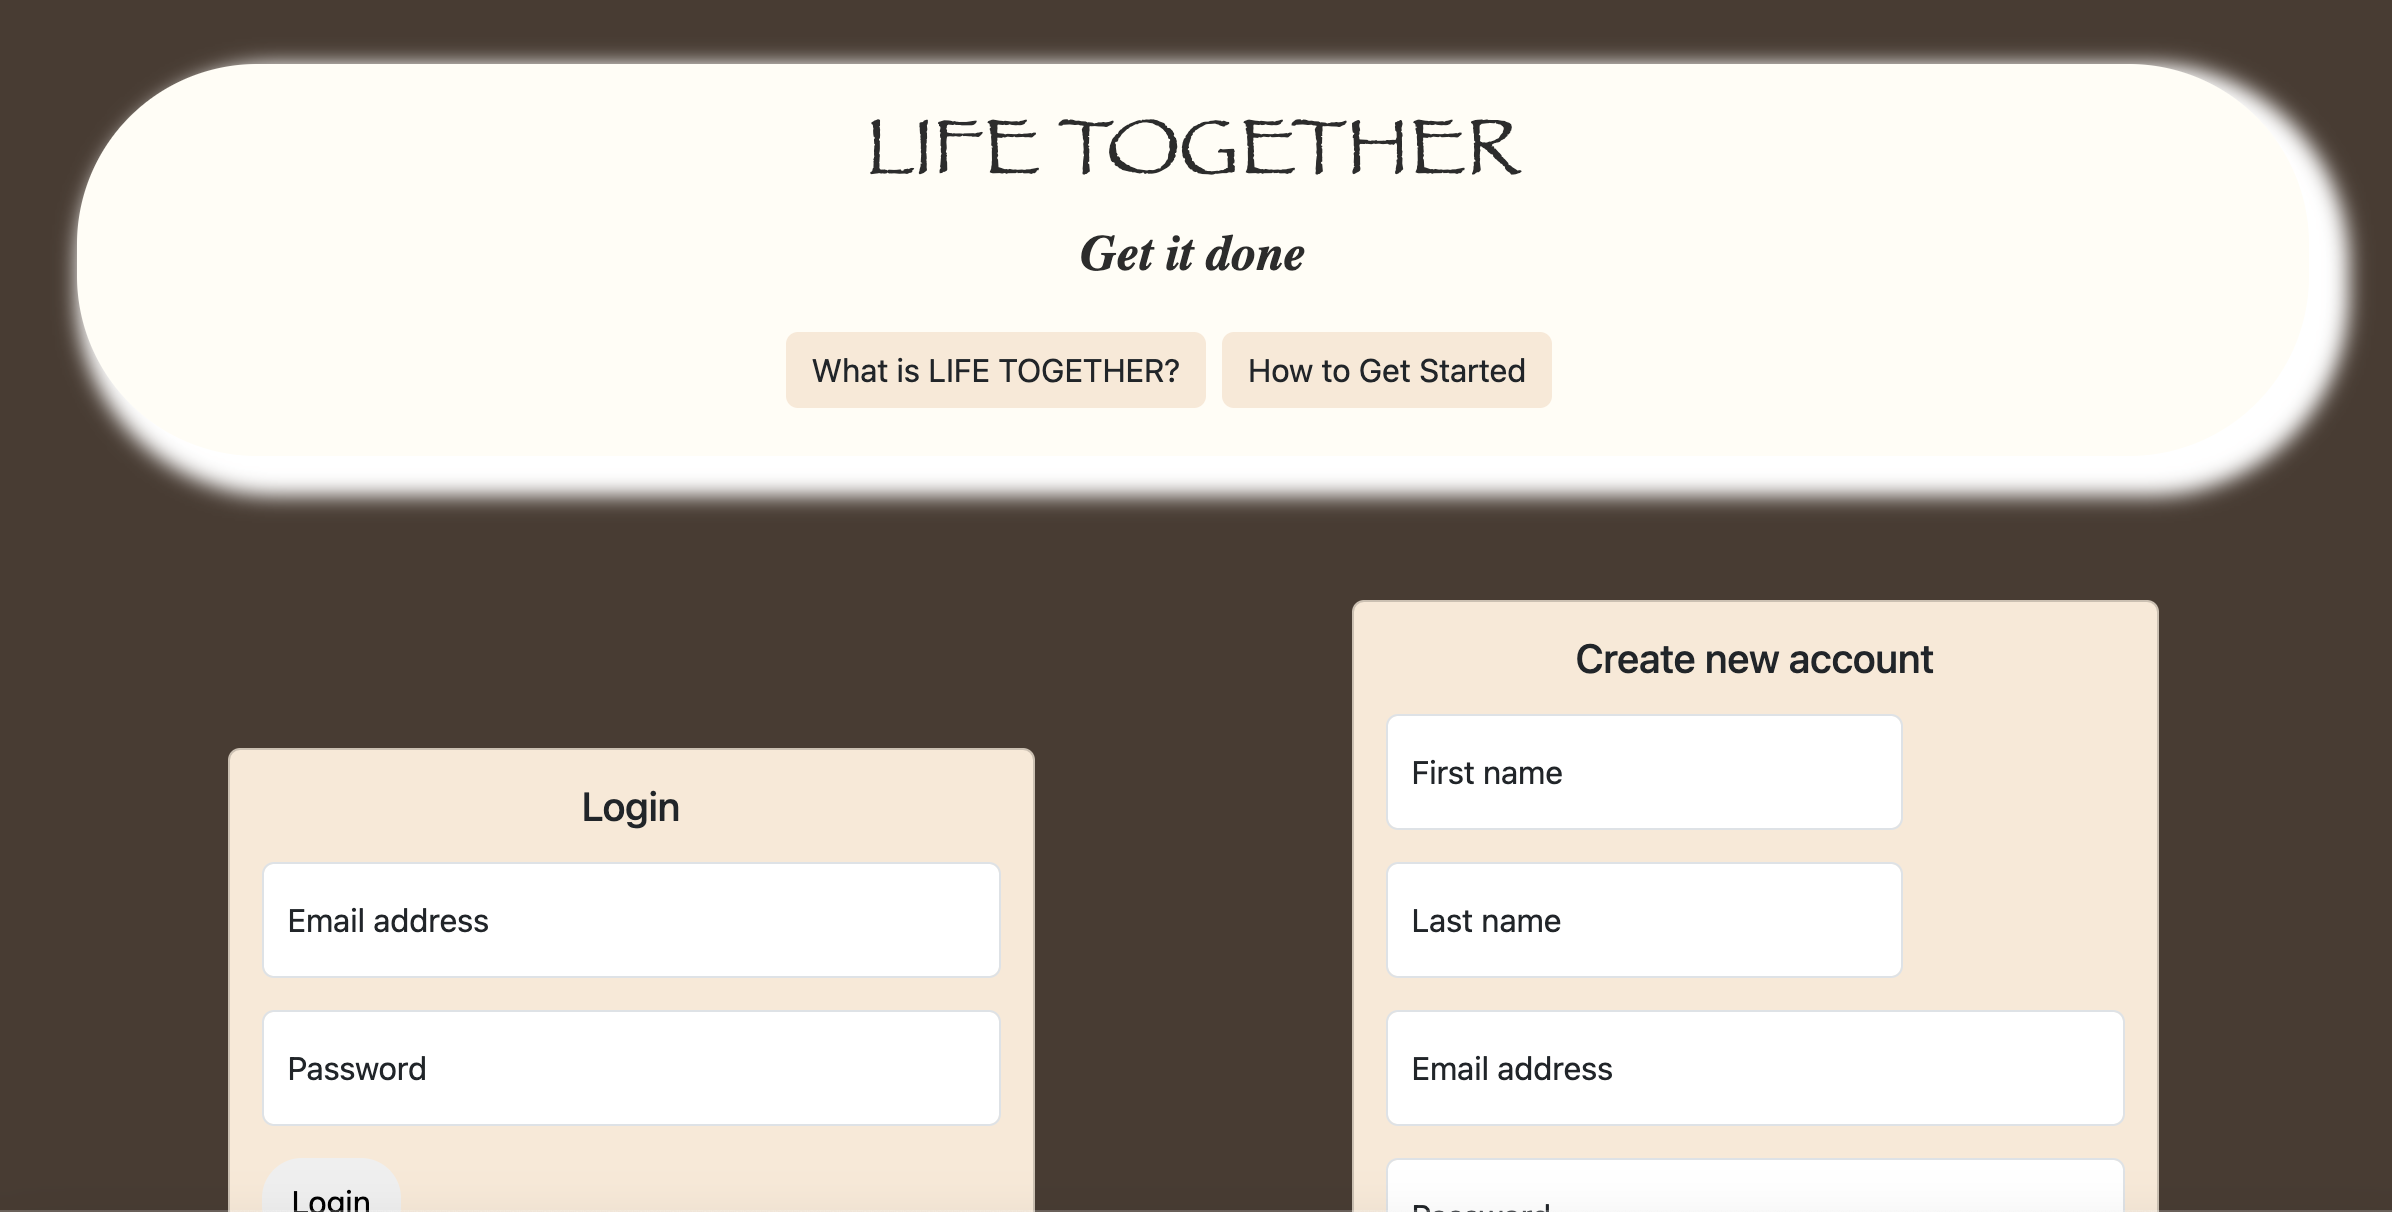 LIFE TOGETHER
Get it done
What is LIFE TOGETHER? How to Get Started
Login
Email address
Password
Login
Create new account
First name
Last name
Email address
Password